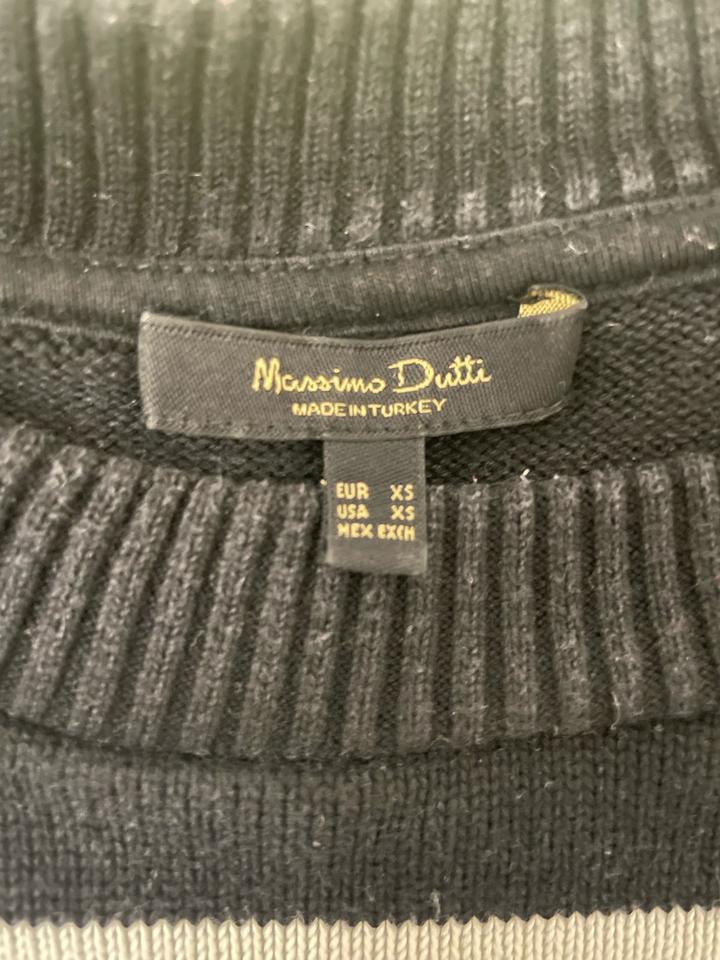 Massimo Dutti
MADE IN TURKEY
EUR XS
USA XS
MEX EXCH